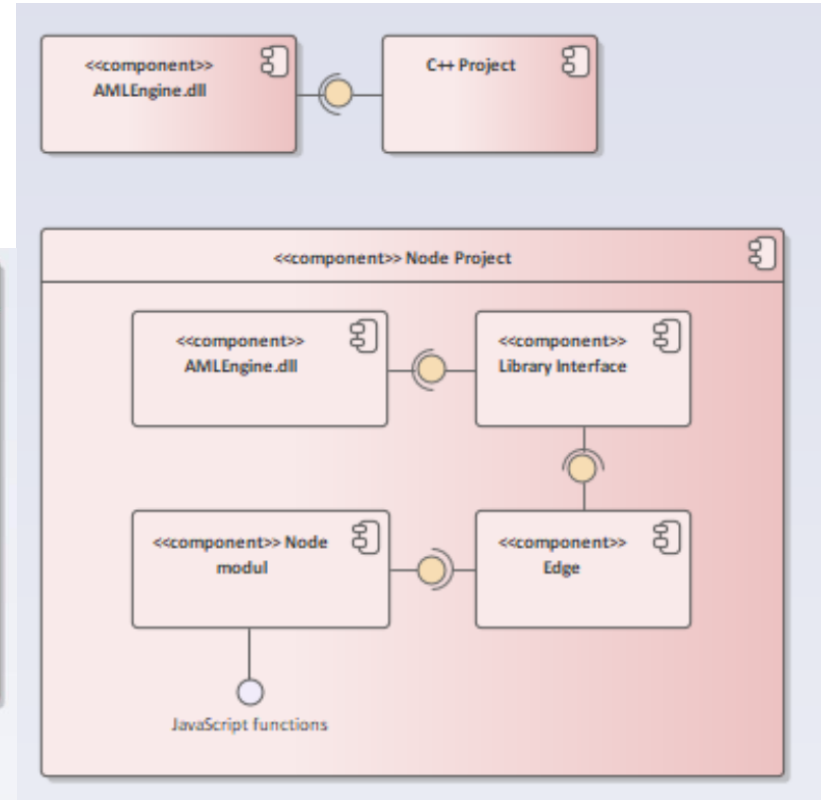 <<component>>
AMLEngine.dll
C++ Project
<<component>> Node Project
<<component>>
AMLEngine.dll
<<component>>
Library Interface
<<component>> Node
modul
<<component>>
Edge
JavaScript functions